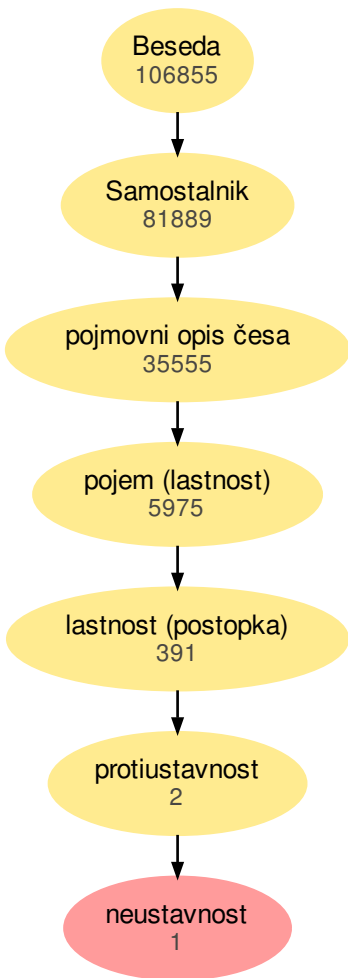 Beseda
106855
Samostalnik
81889
pojmovni opis česa
35555
pojem (lastnost)
5975
lastnost (postopka)
391
protiustavnost
2
neustavnost
1